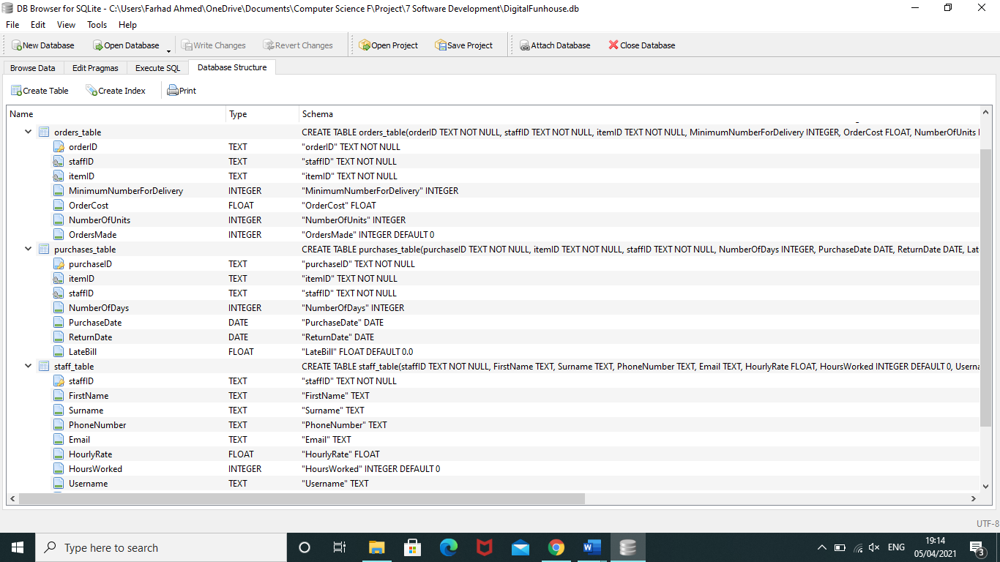 DB Browser for SQLite - C:\Users\Farhad Ahmed\OneDrive\Documents\Computer Science F\Project\7 Software Development\DigitalFunhouse.db
File Edit View Tools Help
New Database Open Database Write Changes Revert Changes Open Project Save Project Attach Database Close Database
Browse Data Edit Pragmas Execute SQL Database Structure
Create Table Create Index Print
Name Type Schema
orders_table CREATE TABLE orders_table(orderID TEXT NOT NULL, staffID TEXT NOT NULL, itemID TEXT NOT NULL, MinimumNumberForDelivery INTEGER, OrderCost FLOAT, NumberOfUnits
orderID TEXT "orderID" TEXT NOT NULL
staffID TEXT "staffID" TEXT NOT NULL
itemID TEXT "itemID" TEXT NOT NULL
MinimumNumberForDelivery INTEGER "MinimumNumberForDelivery" INTEGER
OrderCost FLOAT "OrderCost" FLOAT
NumberOfUnits INTEGER "NumberOfUnits" INTEGER
OrdersMade INTEGER "OrdersMade" INTEGER DEFAULT 0
purchases_table CREATE TABLE purchases_table(purchaseID TEXT NOT NULL, itemID TEXT NOT NULL, staffID TEXT NOT NULL, NumberOfDays INTEGER, PurchaseDate DATE, ReturnDate DATE, Lat
purchaseID TEXT "purchaseID" TEXT NOT NULL
itemID TEXT "itemID" TEXT NOT NULL
staffID TEXT "staffID" TEXT NOT NULL
NumberOfDays INTEGER "NumberOfDays" INTEGER
PurchaseDate DATE "PurchaseDate" DATE
ReturnDate DATE "ReturnDate" DATE
LateBill FLOAT "LateBill" FLOAT DEFAULT 0.0
staff_table CREATE TABLE staff_table(staffID TEXT NOT NULL, FirstName TEXT, Surname TEXT, PhoneNumber TEXT, Email TEXT, HourlyRate FLOAT, HoursWorked INTEGER DEFAULT 0, Userna
staffID TEXT "staffID" TEXT NOT NULL
FirstName TEXT "FirstName" TEXT
Surname TEXT "Surname" TEXT
PhoneNumber TEXT "PhoneNumber" TEXT
Email TEXT "Email" TEXT
HourlyRate FLOAT "HourlyRate" FLOAT
HoursWorked INTEGER "HoursWorked" INTEGER DEFAULT 0
Username TEXT "Username" TEXT
UTF-8
Type here to search
ENG
19:14
05/04/2021
3